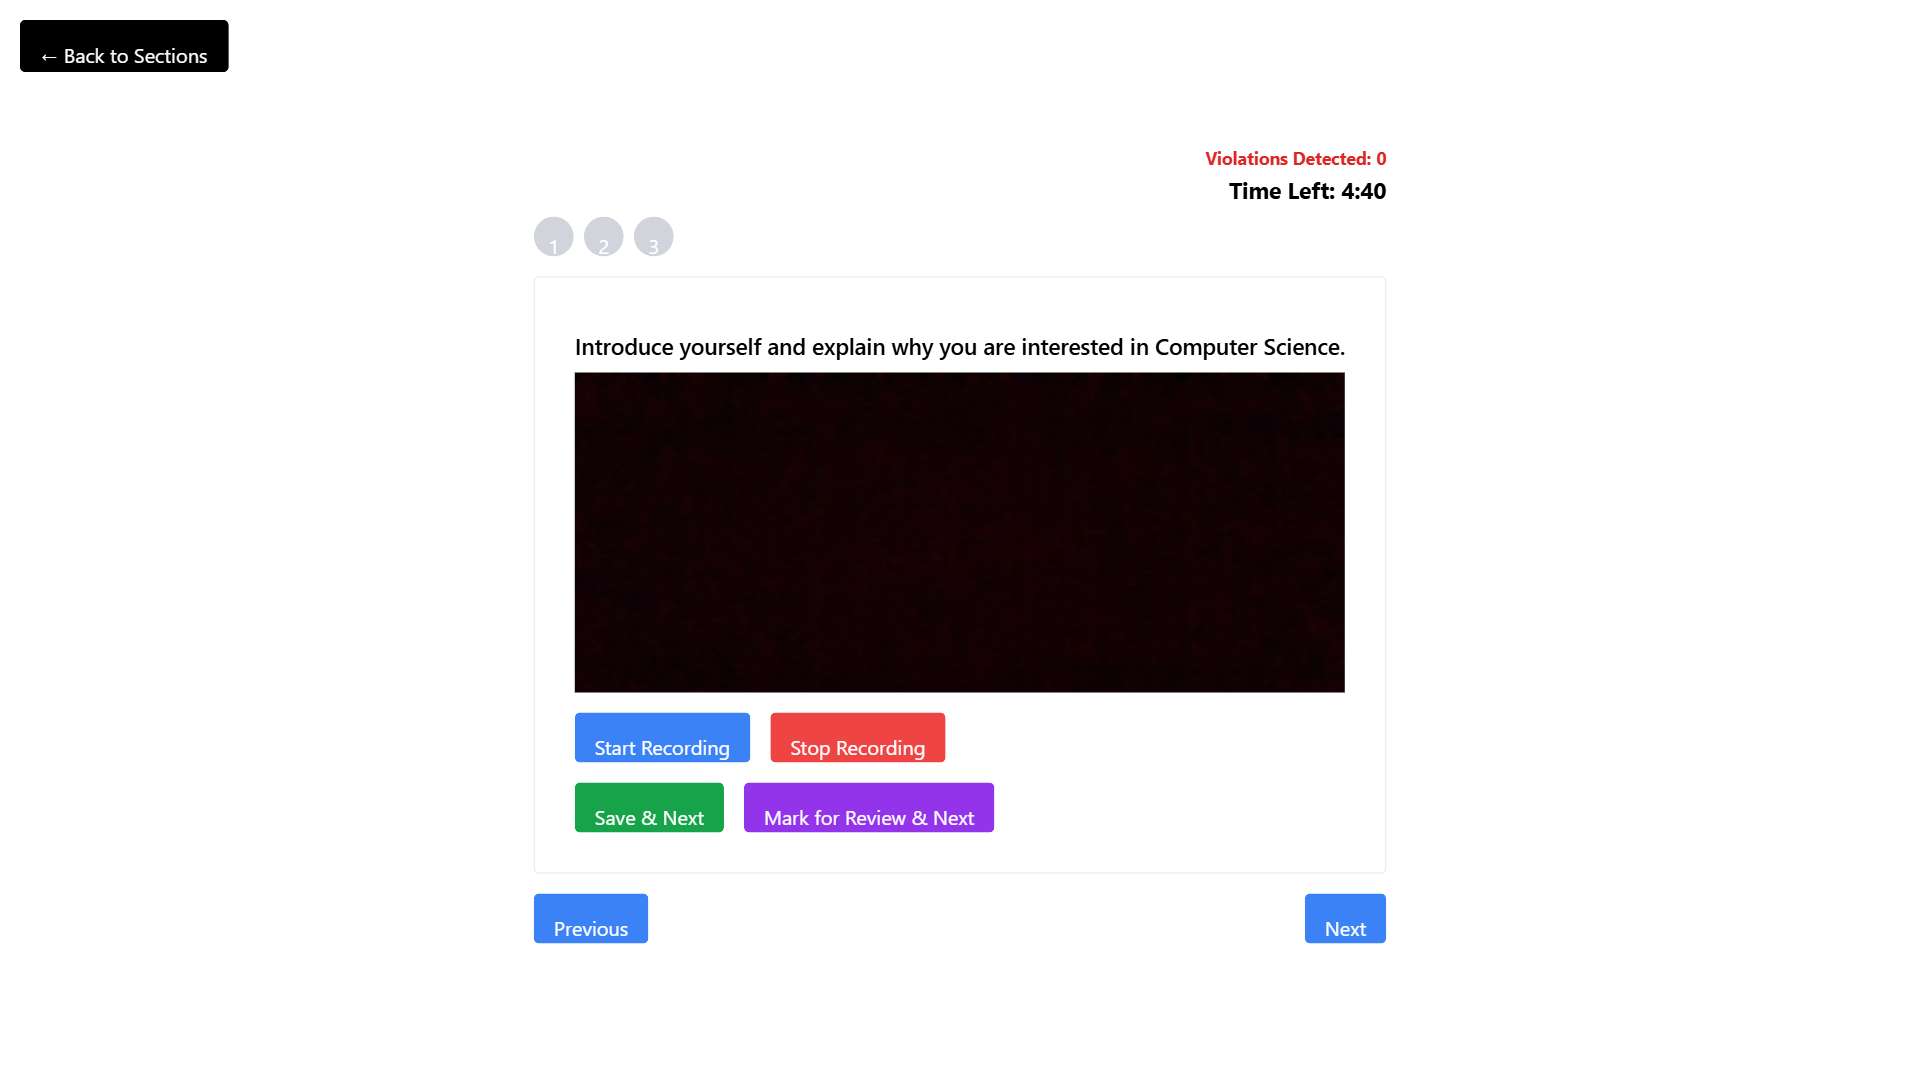 ← Back to Sections
Violations Detected: 0
Time Left: 4:40
1 2 3
Introduce yourself and explain why you are interested in Computer Science.
Start Recording Stop Recording
Save & Next Mark for Review & Next
Previous Next